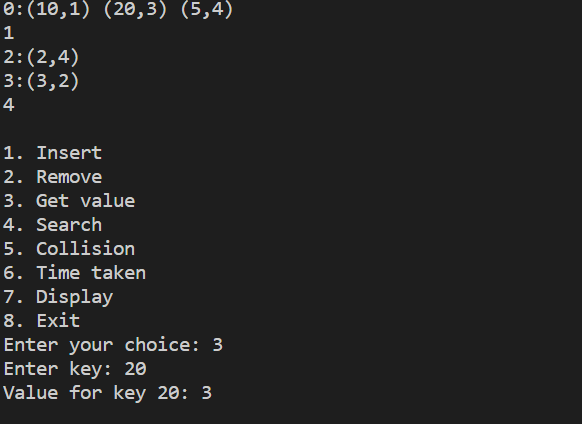 0:(10,1) (20,3) (5,4)
1
2:(2,4)
3:(3,2)
4
1. Insert
2. Remove
3. Get value
4. Search
5. Collision
6. Time taken
7. Display
8. Exit
Enter your choice: 3
Enter key: 20
Value for key 20: 3